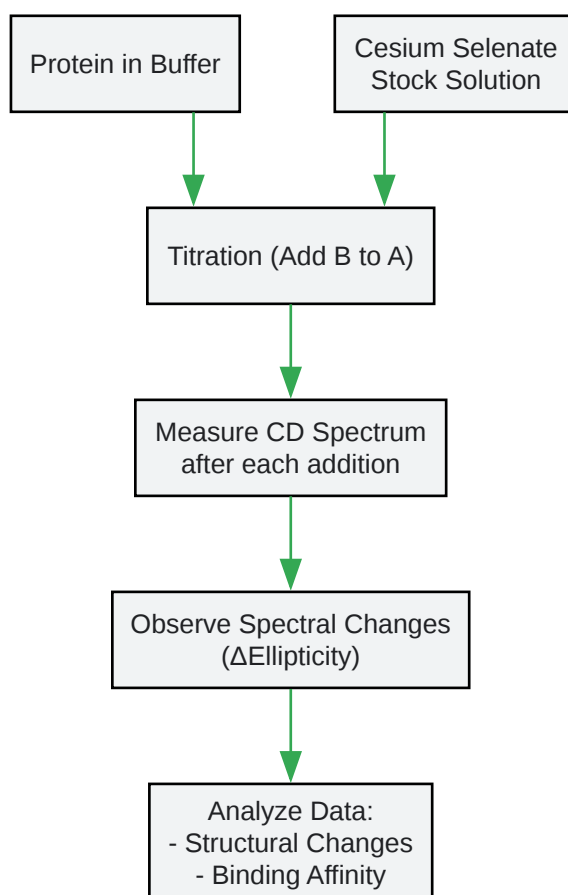 Protein in Buffer
Cesium Selenate
Stock Solution
Titration (Add B to A)
Measure CD Spectrum
after each addition
Observe Spectral Changes
(ΔEllipticity)
Analyze Data:
- Structural Changes
- Binding Affinity